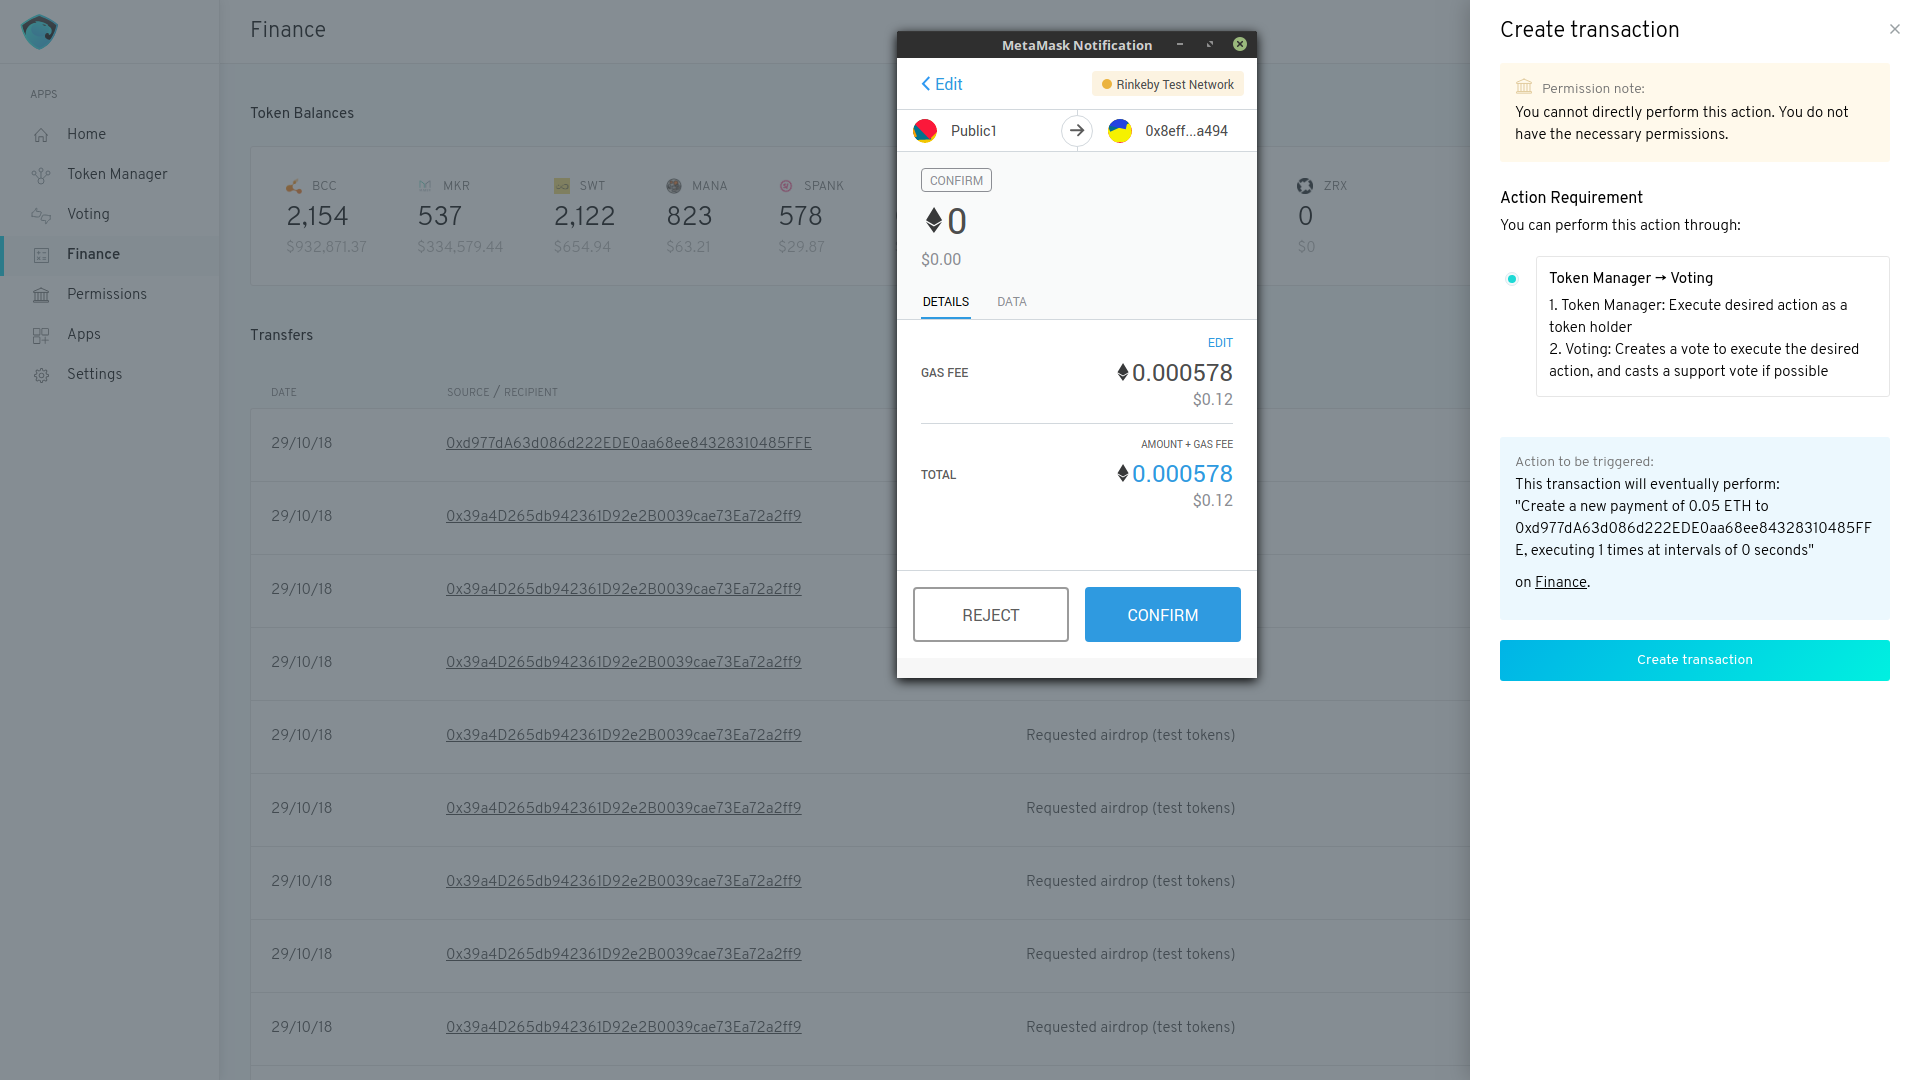 Finance
APPS
Home
Token Manager
Voting
Finance
Permissions
Apps
Settings
Token Balances
BCC MKR SWT MANA SPANK ZRX
2,154 537 2,122 823 578 0
$932,871.37 $334,579.44 $654.94 $63.21 $29.87 $0
Transfers
DATE SOURCE / RECIPIENT
29/10/18 0xd977dA63d086d222EDE0aa68ee84328310485FFE
29/10/18 0x39a4D265db942361D92e2B0039cae73Ea72a2ff9
29/10/18 0x39a4D265db942361D92e2B0039cae73Ea72a2ff9
29/10/18 0x39a4D265db942361D92e2B0039cae73Ea72a2ff9
29/10/18 0x39a4D265db942361D92e2B0039cae73Ea72a2ff9 Requested airdrop (test tokens)
29/10/18 0x39a4D265db942361D92e2B0039cae73Ea72a2ff9 Requested airdrop (test tokens)
29/10/18 0x39a4D265db942361D92e2B0039cae73Ea72a2ff9 Requested airdrop (test tokens)
29/10/18 0x39a4D265db942361D92e2B0039cae73Ea72a2ff9 Requested airdrop (test tokens)
29/10/18 0x39a4D265db942361D92e2B0039cae73Ea72a2ff9 Requested airdrop (test tokens)
MetaMask Notification
Edit Rinkeby Test Network
Public1 0x8eff...a494
CONFIRM
0
$0.00
DETAILS DATA
EDIT
GAS FEE 0.000578
$0.12
AMOUNT + GAS FEE
TOTAL 0.000578
$0.12
REJECT CONFIRM
Create transaction
Permission note:
You cannot directly perform this action. You do not
have the necessary permissions.
Action Requirement
You can perform this action through:
Token Manager → Voting
1. Token Manager: Execute desired action as a
token holder
2. Voting: Creates a vote to execute the desired
action, and casts a support vote if possible
Action to be triggered:
This transaction will eventually perform:
"Create a new payment of 0.05 ETH to
0xd977dA63d086d222EDE0aa68ee84328310485FF
E, executing 1 times at intervals of 0 seconds"
on Finance.
Create transaction